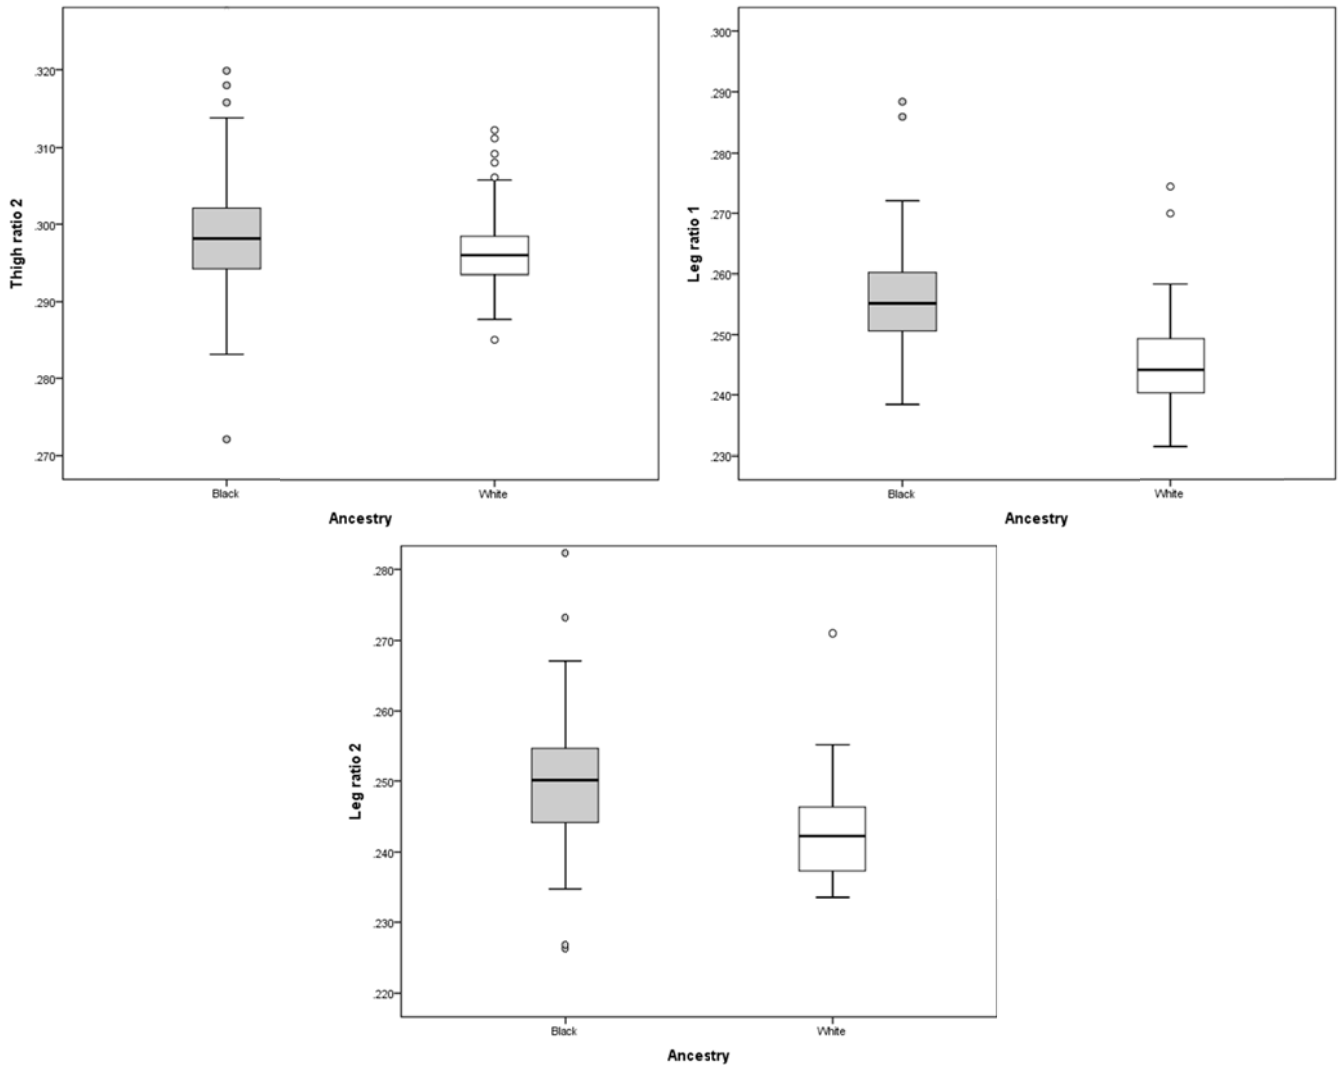 Thigh ratio 2
.320
.310
.300
.290
.280
.270
Black
White
Ancestry
Leg ratio 1
.300
.290
.280
.270
.260
.250
.240
.230
Black
White
Ancestry
Leg ratio 2
.280
.270
.260
.250
.240
.230
.220
Black
White
Ancestry